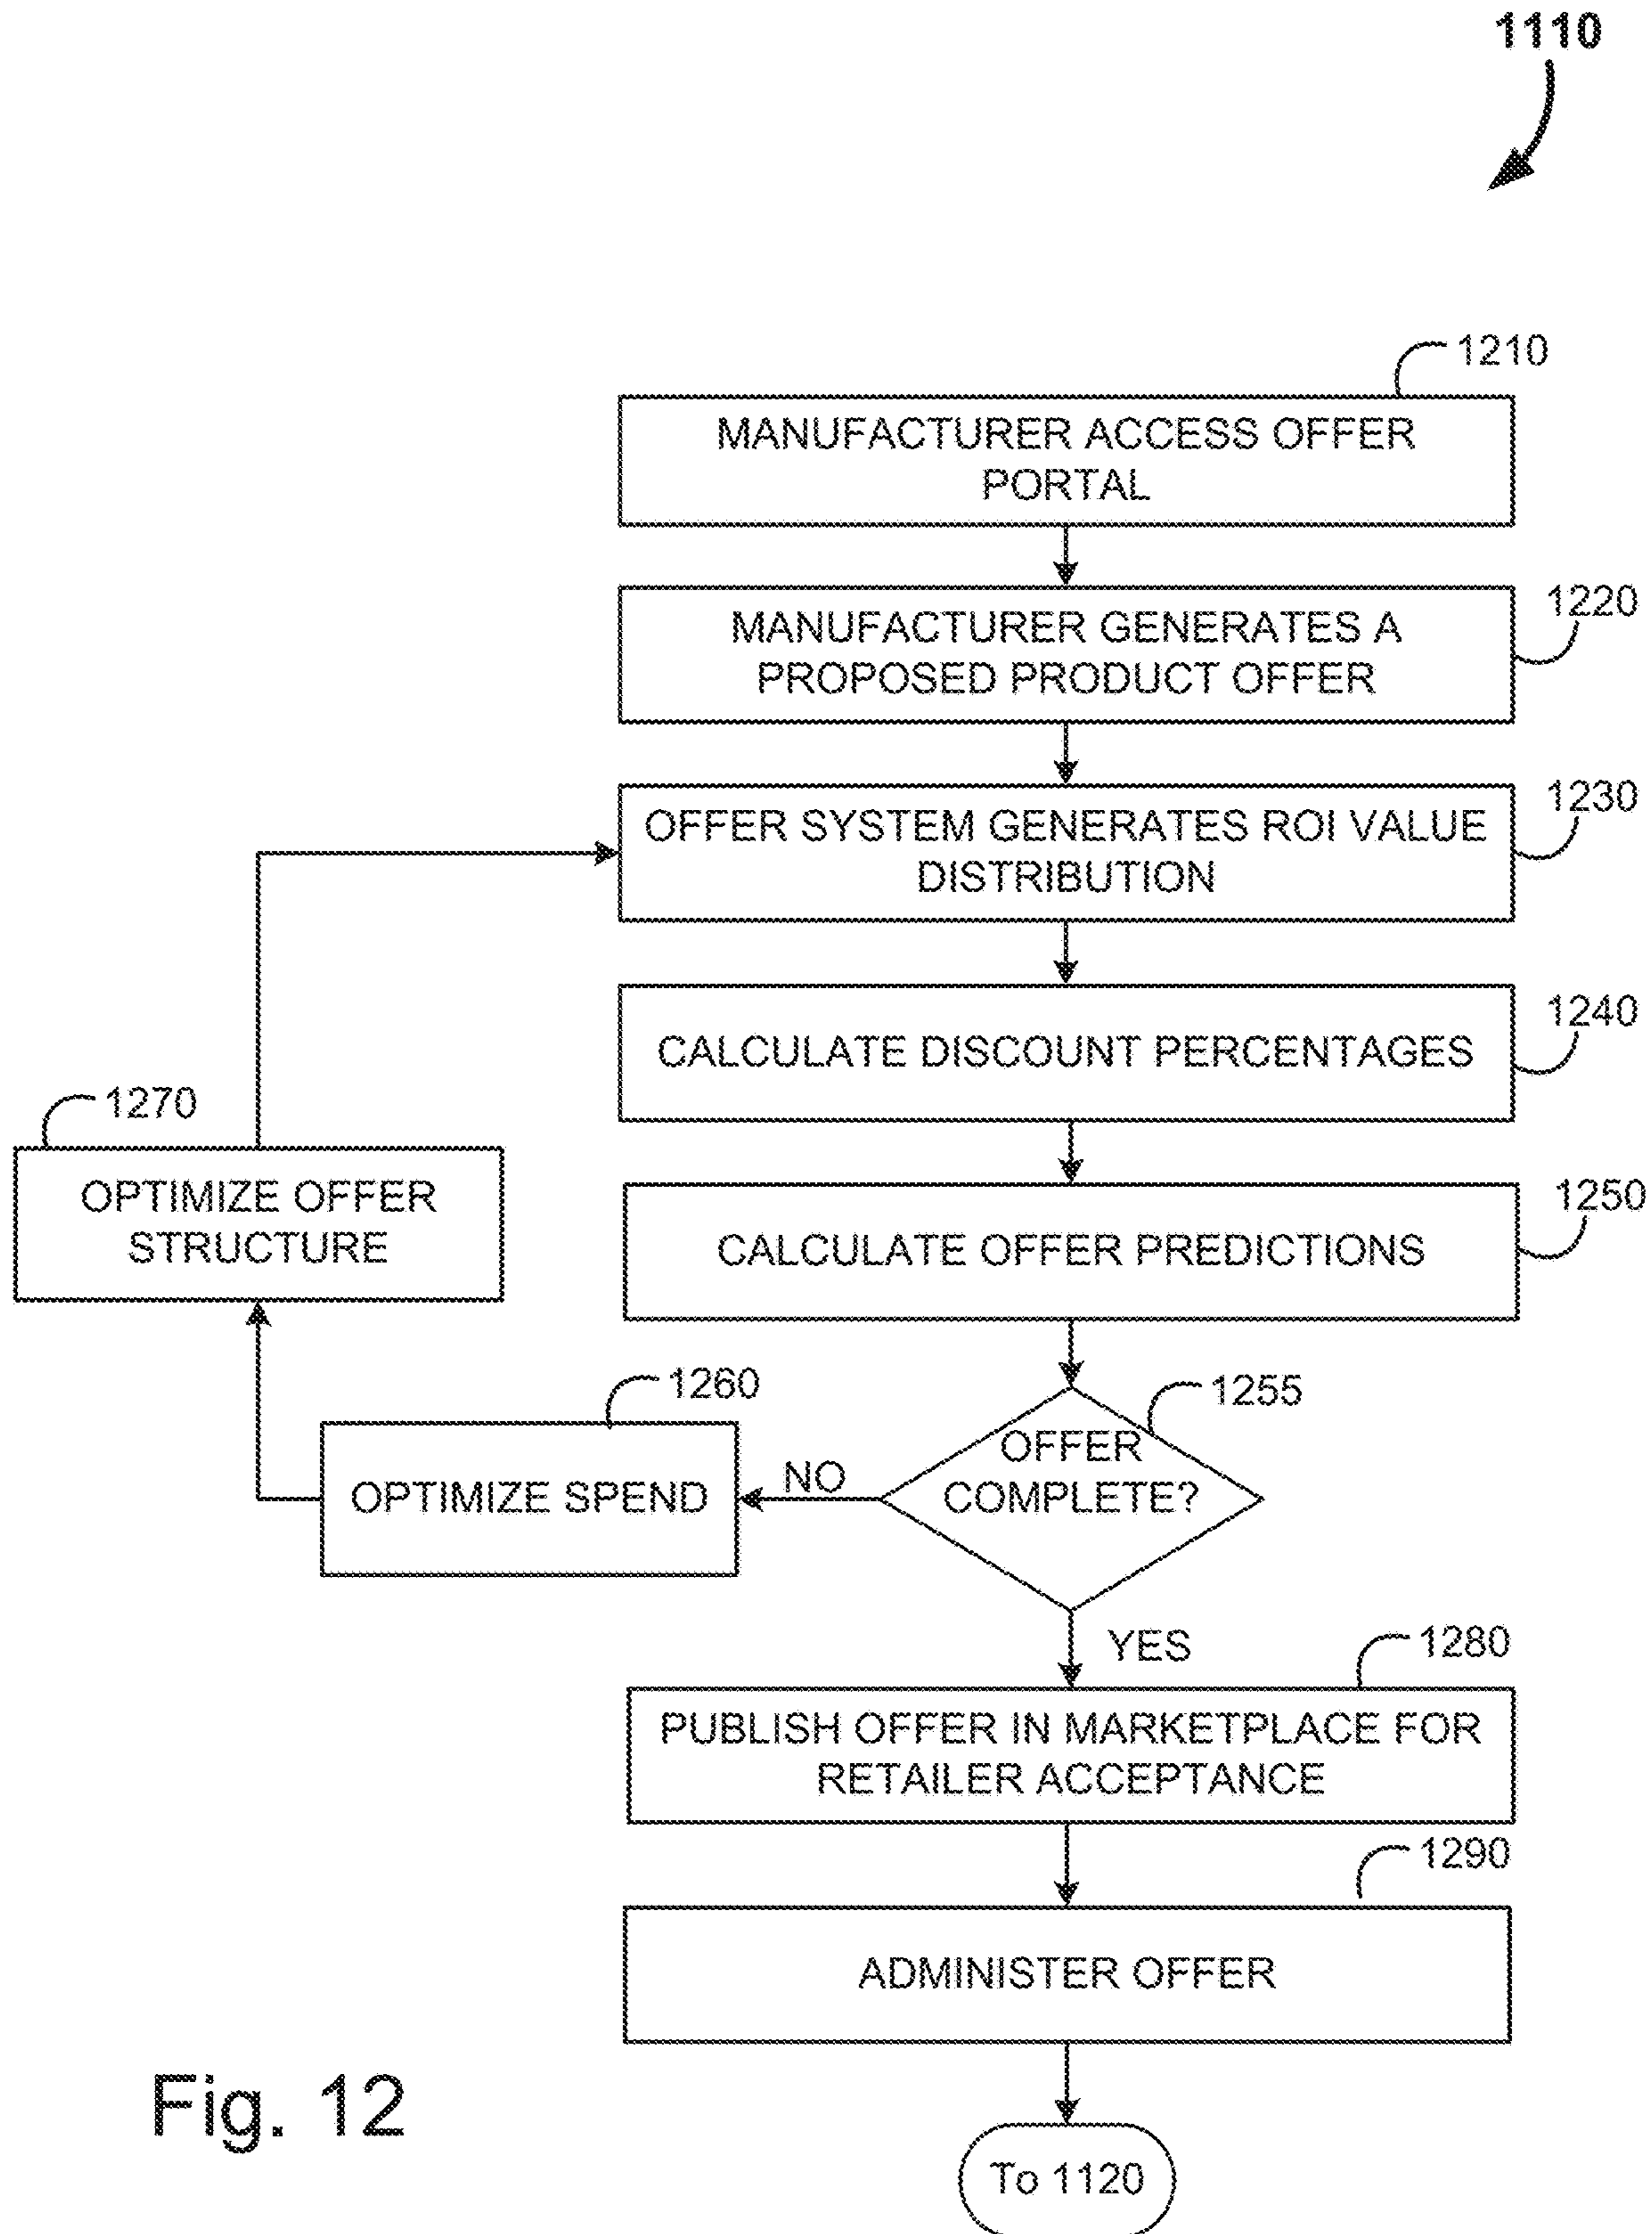 1110
1210
MANUFACTURER ACCESS OFFER
PORTAL
1220
MANUFACTURER GENERATES A
PROPOSED PRODUCT OFFER
1230
OFFER SYSTEM GENERATES ROI VALUE
DISTRIBUTION
1240
CALCULATE DISCOUNT PERCENTAGES
1270
OPTIMIZE OFFER
STRUCTURE
1250
CALCULATE OFFER PREDICTIONS
1260
OPTIMIZE SPEND
NO
1255
OFFER
COMPLETE?
YES
1280
PUBLISH OFFER IN MARKETPLACE FOR
RETAILER ACCEPTANCE
1290
ADMINISTER OFFER
Fig. 12
To 1120